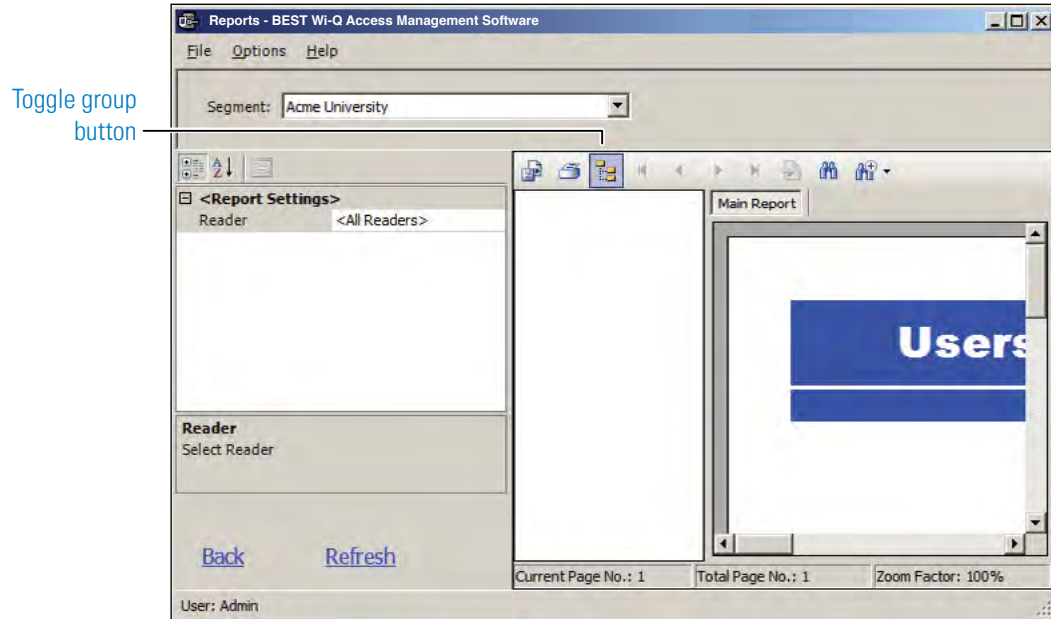 Reports - BEST Wi-Q Access Management Software
File Options Help
Toggle group
button
Segment: Acme University
A
Z
<Report Settings>
Reader <All Readers>
Main Report
Users
Reader
Select Reader
Back Refresh
Current Page No.: 1 Total Page No.: 1 Zoom Factor: 100%
User: Admin